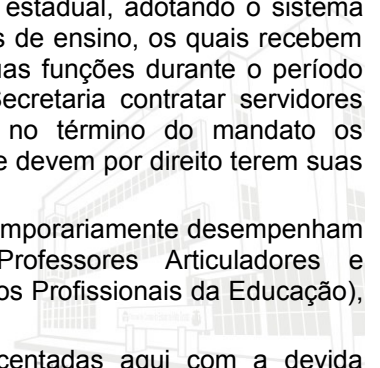 estadual, adotando o sistema
s de ensino, os quais recebem
uas funções durante o período
Secretaria contratar servidores
no término do mandato os
e devem por direito terem suas
emporariamente desempenham
Professores Articuladores e
os Profissionais da Educação),
centadas aqui com a devida